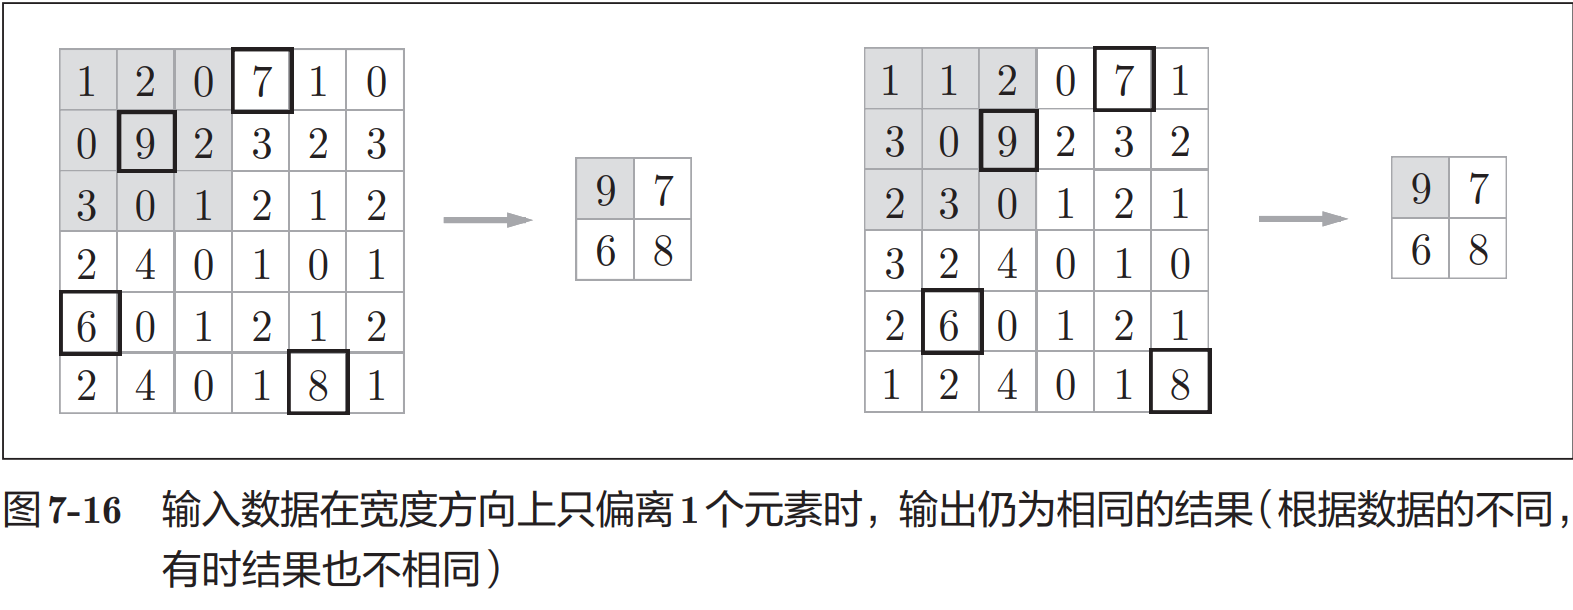 1 2 0 7 1 0
0 9 2 3 2 3
3 0 1 2 1 2
2 4 0 1 0 1
6 0 1 2 1 2
2 4 0 1 8 1
9 7
6 8
1 1 2 0 7 1
3 0 9 2 3 2
2 3 0 1 2 1
3 2 4 0 1 0
2 6 0 1 2 1
1 2 4 0 1 8
9 7
6 8
图7-16 输入数据在宽度方向上只偏离1个元素时，输出仍为相同的结果（根据数据的不同，
有时结果也不相同）